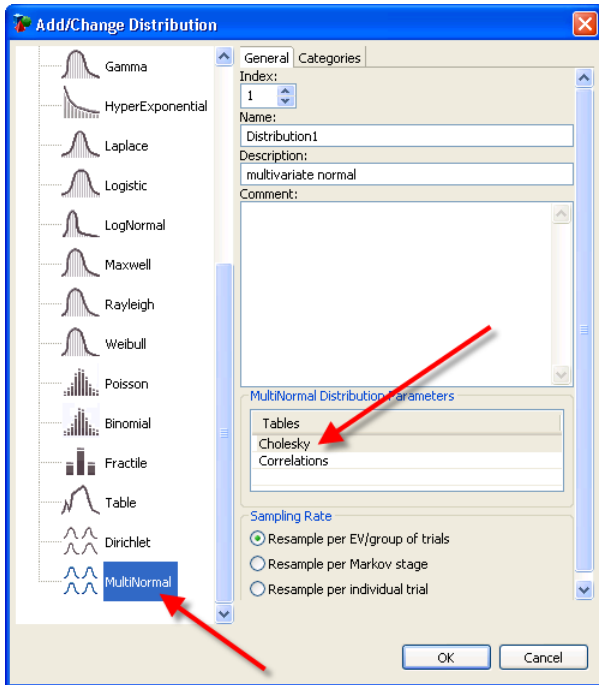 Add/Change Distribution
Gamma
HyperExponential
Laplace
Logistic
LogNormal
Maxwell
Rayleigh
Weibull
Poisson
Binomial
Fractile
Table
Dirichlet
MultiNormal
General Categories
Index:
1
Name:
Distribution1
Description:
multivariate normal
Comment:
MultiNormal Distribution Parameters
Tables
Cholesky
Correlations
Sampling Rate
Resample per EV/group of trials
Resample per Markov stage
Resample per individual trial
OK Cancel